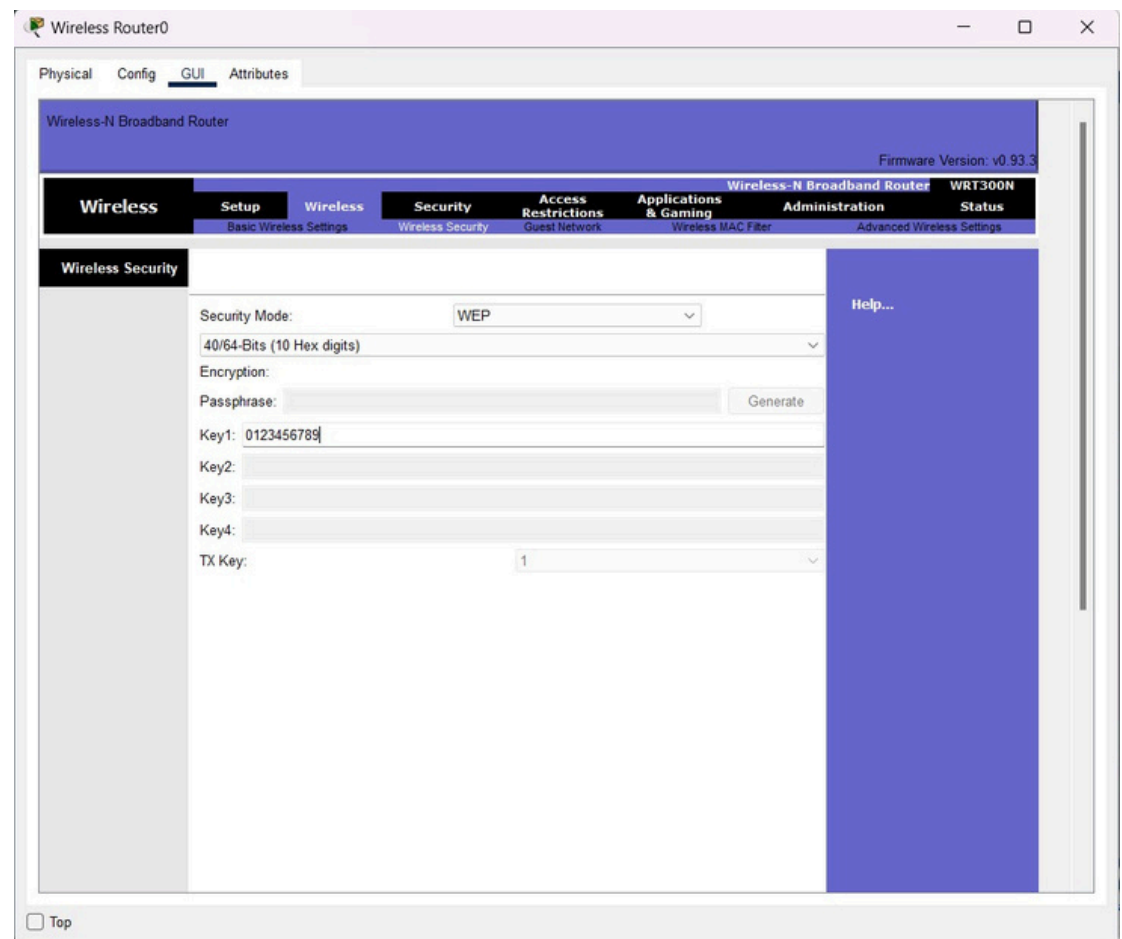 Wireless Router0
Physical Config GUI Attributes
Wireless-N Broadband Router
Firmware Version: v0.93.3
Wireless-N Broadband Router WRT300N
Wireless Setup Wireless Security Access Restrictions Applications & Gaming Administration Status
Basic Wireless Settings Wireless Security Guest Network Wireless MAC Filter Advanced Wireless Settings
Wireless Security
Help...
Security Mode: WEP
40/64-Bits (10 Hex digits)
Encryption:
Passphrase: Generate
Key1: 0123456789
Key2:
Key3:
Key4:
TX Key: 1
Top